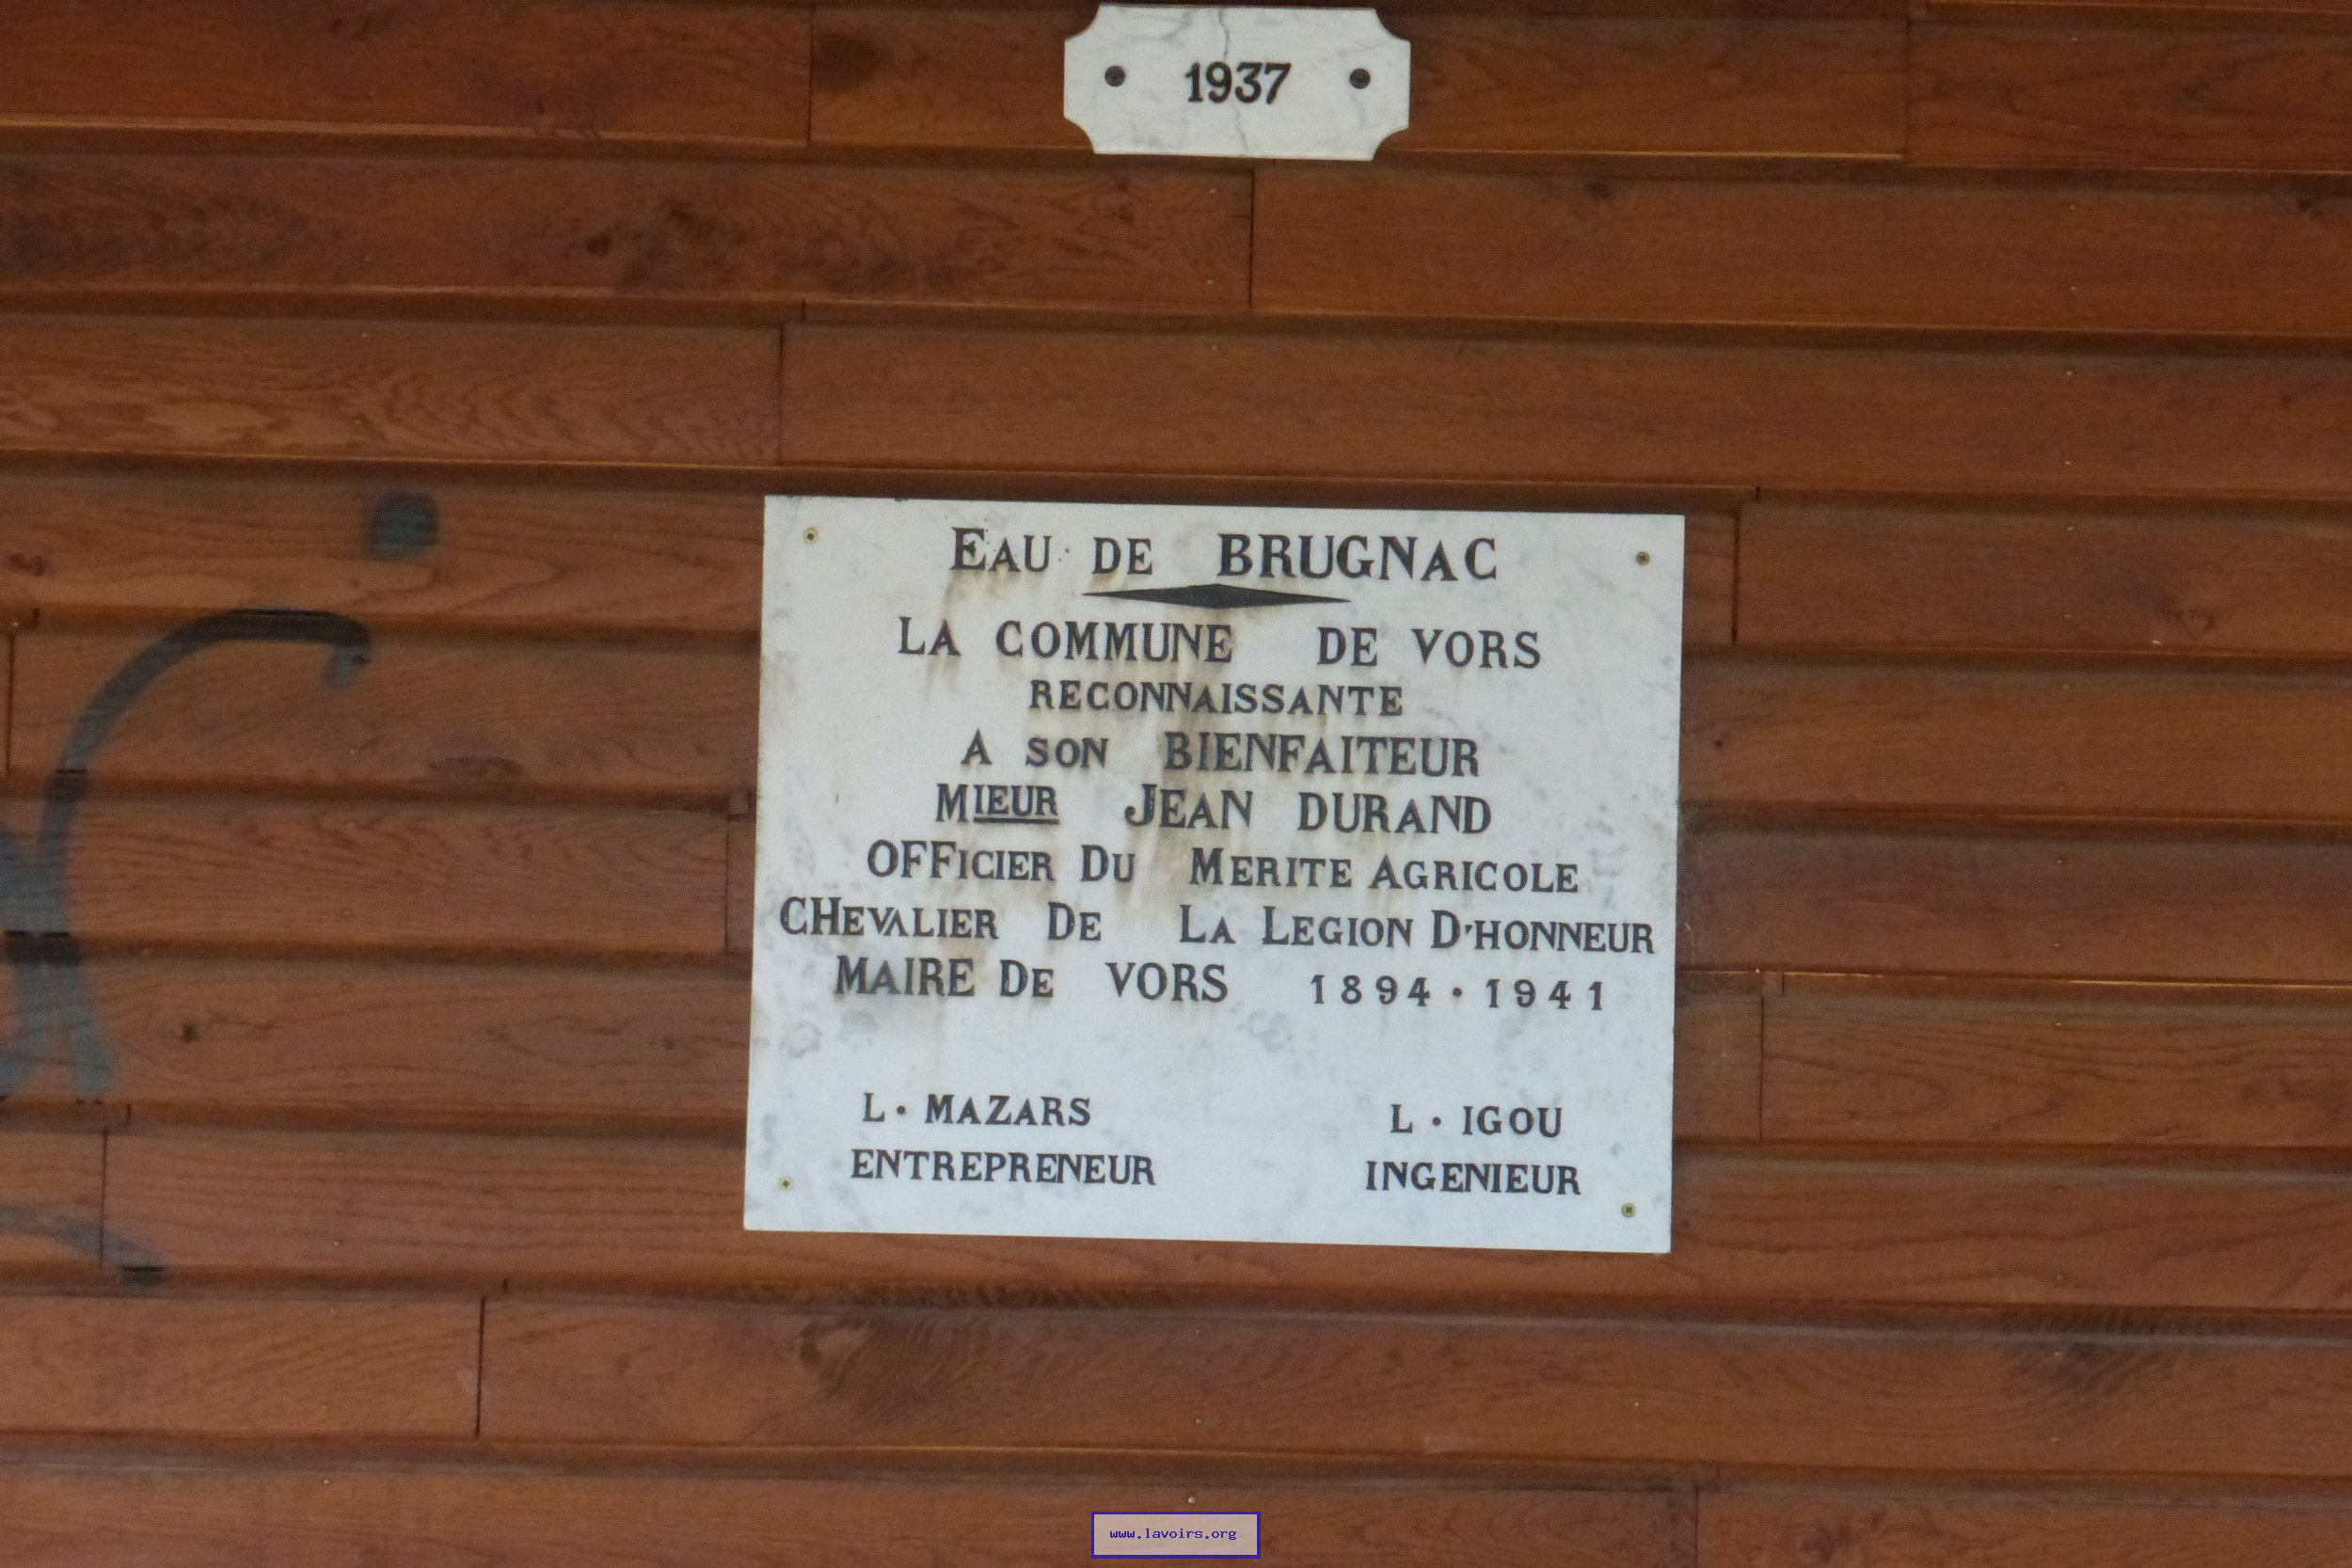 1937
EAU DE BRUGNAC
LA COMMUNE DE VORS
RECONNAISSANTE
A SON BIENFAITEUR
MIEUR JEAN DURAND
OFFICIER DU MERITE AGRICOLE
CHEVALIER DE LA LEGION D'HONNEUR
MAIRE DE VORS 1894 · 1941
L · MAZARS L · IGOU
ENTREPRENEUR INGENIEUR
www.lavoirs.org